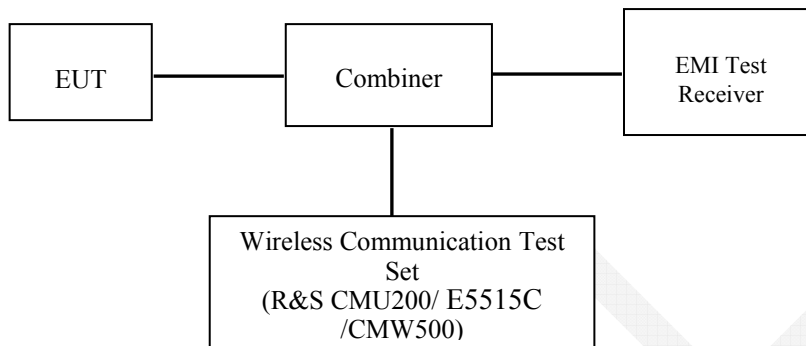 EUT
Combiner
EMI Test
Receiver
Wireless Communication Test
Set
(R&S CMU200/ E5515C
/CMW500)